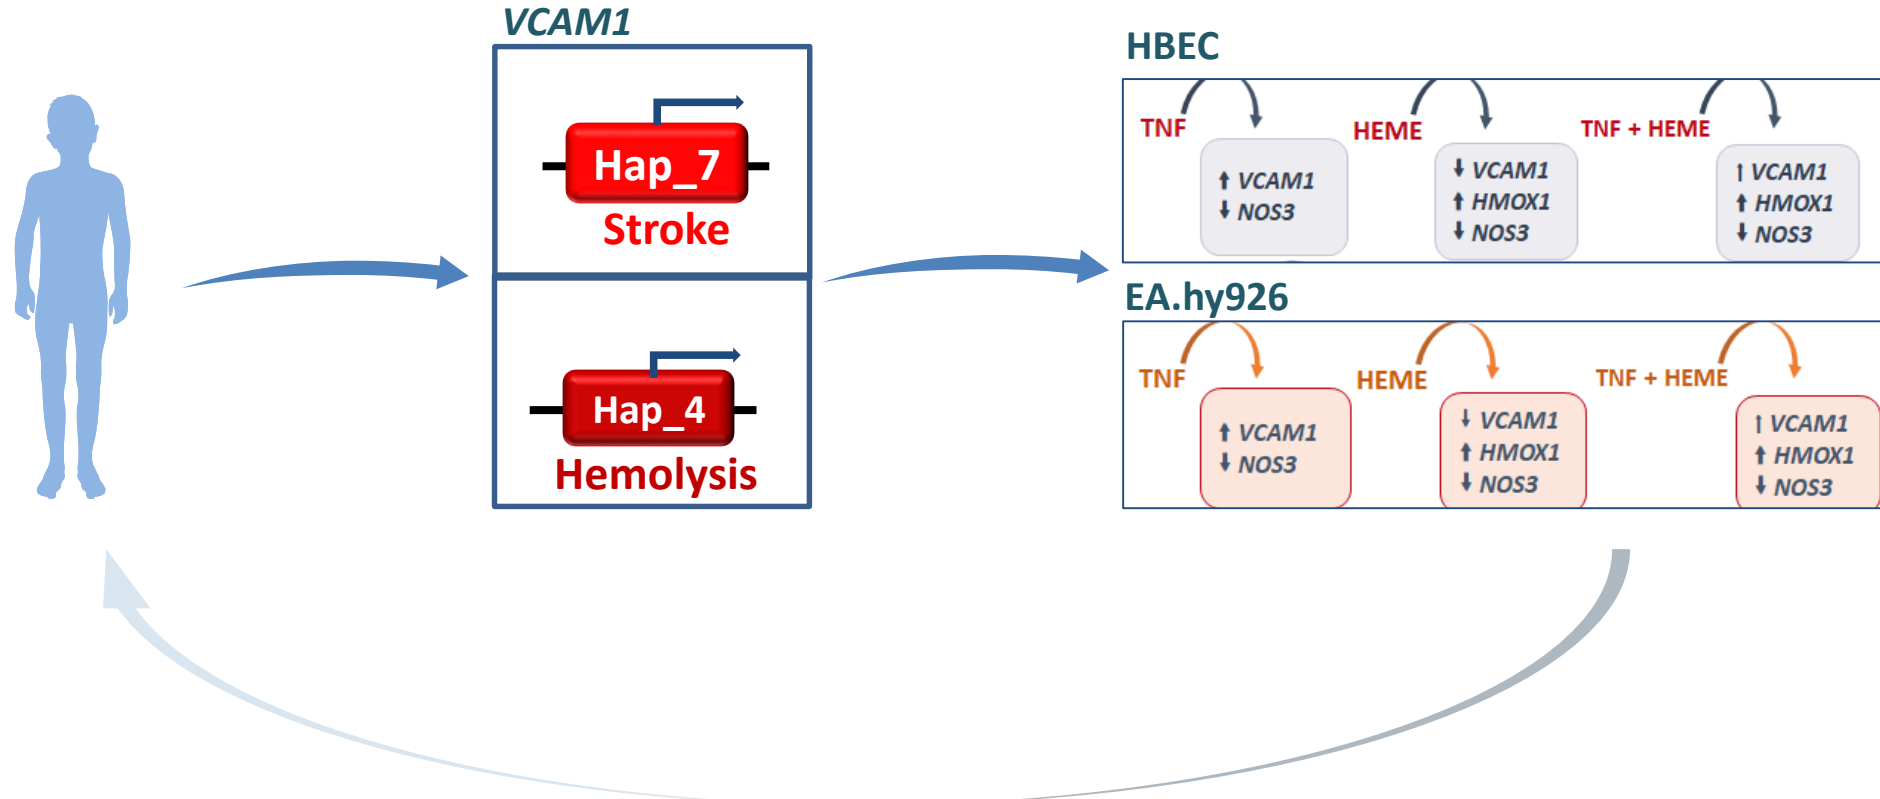 VCAM1
Hap_7
Stroke
Hap_4
Hemolysis
HBEC
TNF
↑ VCAM1
↓ NOS3
HEME
↓ VCAM1
↑ HMOX1
↓ NOS3
TNF + HEME
↑ VCAM1
↑ HMOX1
↓ NOS3
EA.hy926
TNF
↑ VCAM1
↓ NOS3
HEME
↓ VCAM1
↑ HMOX1
↓ NOS3
TNF + HEME
↑ VCAM1
↑ HMOX1
↓ NOS3